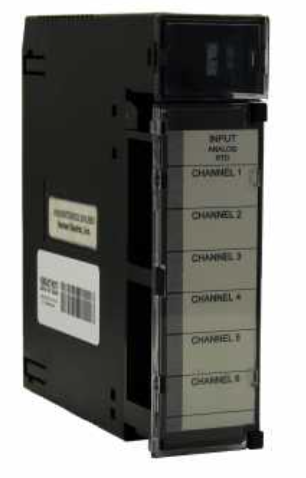 INPUT
ANALOG
RTD
CHANNEL 1
CHANNEL 2
CHANNEL 3
CHANNEL 4
CHANNEL 5
CHANNEL 6